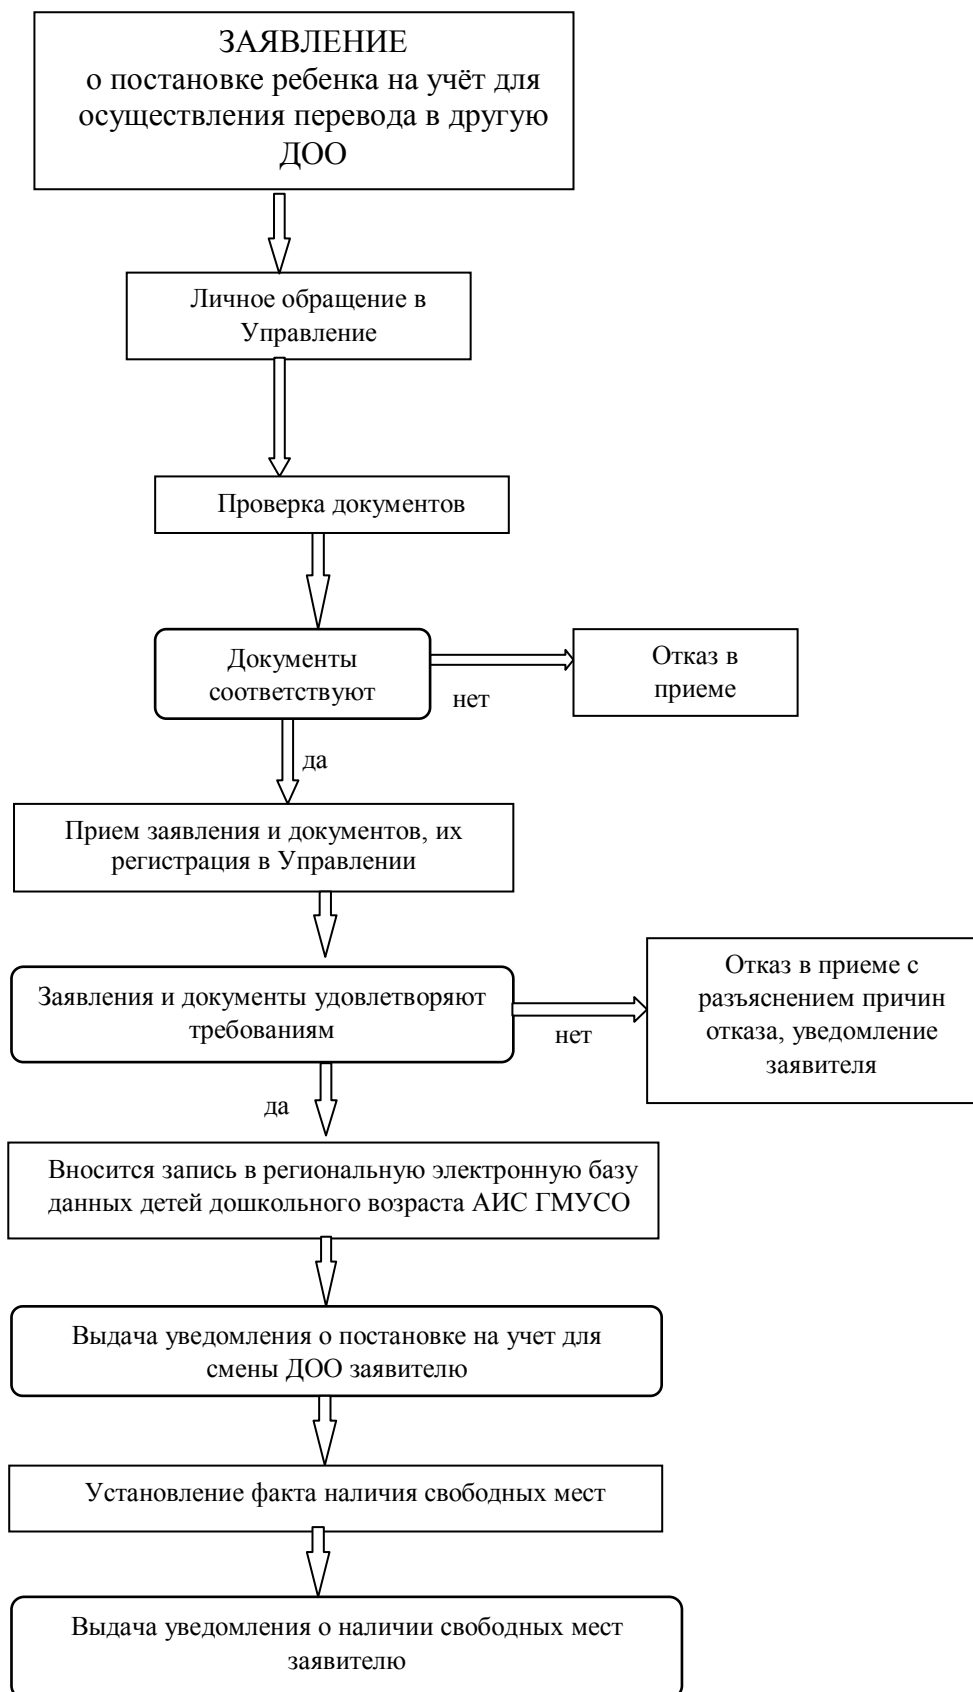 ЗАЯВЛЕНИЕ
о постановке ребенка на учёт для
осуществления перевода в другую
ДОО
Личное обращение в
Управление
Проверка документов
Документы
соответствуют
нет
Отказ в
приеме
да
Прием заявления и документов, их
регистрация в Управлении
Заявления и документы удовлетворяют
требованиям
нет
Отказ в приеме с
разъяснением причин
отказа, уведомление
заявителя
да
Вносится запись в региональную электронную базу
данных детей дошкольного возраста АИС ГМУСО
Выдача уведомления о постановке на учет для
смены ДОО заявителю
Установление факта наличия свободных мест
Выдача уведомления о наличии свободных мест
заявителю